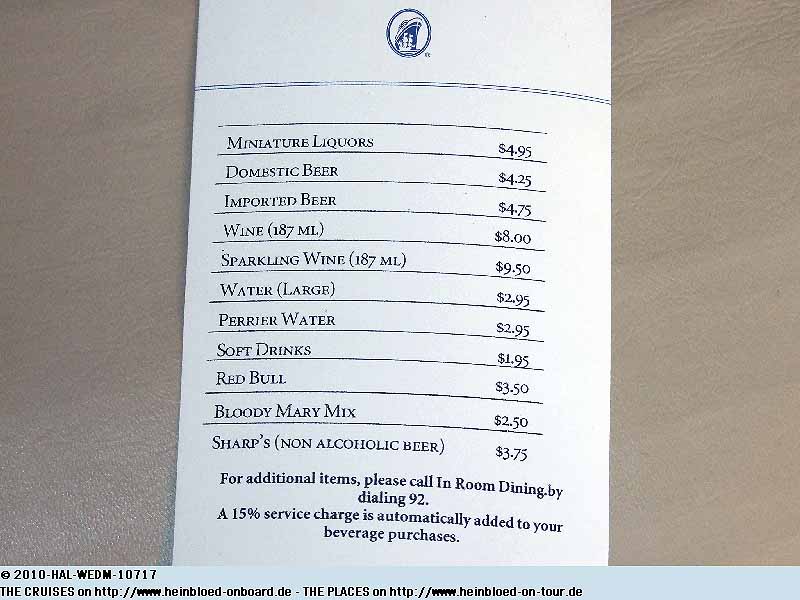 MINIATURE LIQUORS $4.95
DOMESTIC BEER $4.25
IMPORTED BEER $4.75
WINE (187 ML) $8.00
SPARKLING WINE (187 ML) $9.50
WATER (LARGE) $2.95
PERRIER WATER $2.95
SOFT DRINKS $1.95
RED BULL $3.50
BLOODY MARY MIX $2.50
SHARP'S (NON ALCOHOLIC BEER) $3.75
For additional items, please call In Room Dining.by
dialing 92.
A 15% service charge is automatically added to your
beverage purchases.
© 2010-HAL-WEDM-10717
THE CRUISES on http://www.heinbloed-onboard.de - THE PLACES on http://www.heinbloed-on-tour.de